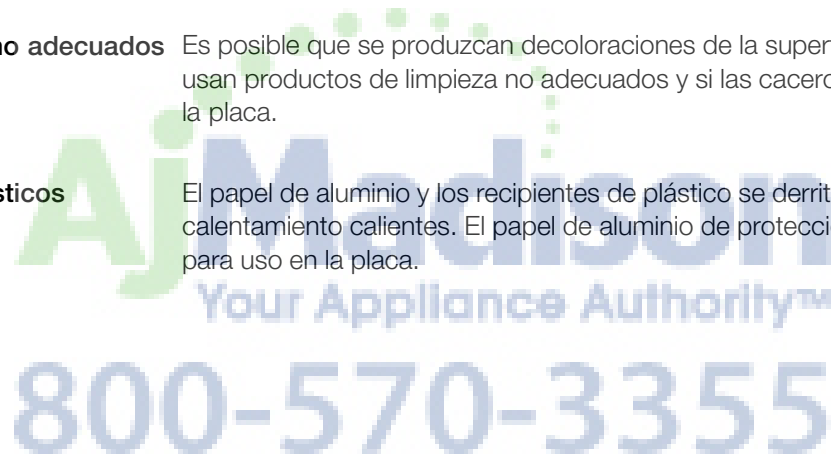 no adecuados Es posible que se produzcan decoloraciones de la super
usan productos de limpieza no adecuados y si las cacero
la placa.
sticos El papel de aluminio y los recipientes de plástico se derrit
calentamiento calientes. El papel de aluminio de protecci
para uso en la placa.
AjMadison
Your Appliance Authority™
800-570-3355